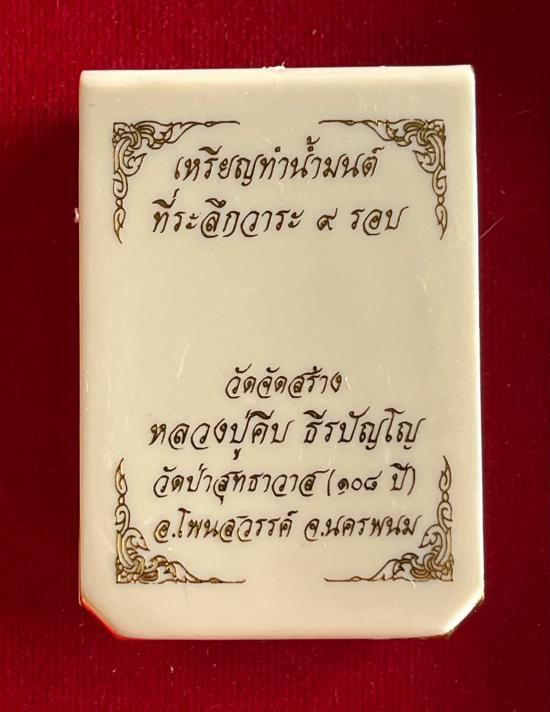 เหรียญทำน้ำมนต์
ที่ระลึกวาระ ๙ รอบ
วัดจัดสร้าง
หลวงปู่คีบ ธีรปัญโญ
วัดป่าสุทธาวาส (๑๐๘ ปี)
อ.โพนสวรรค์ จ.นครพนม